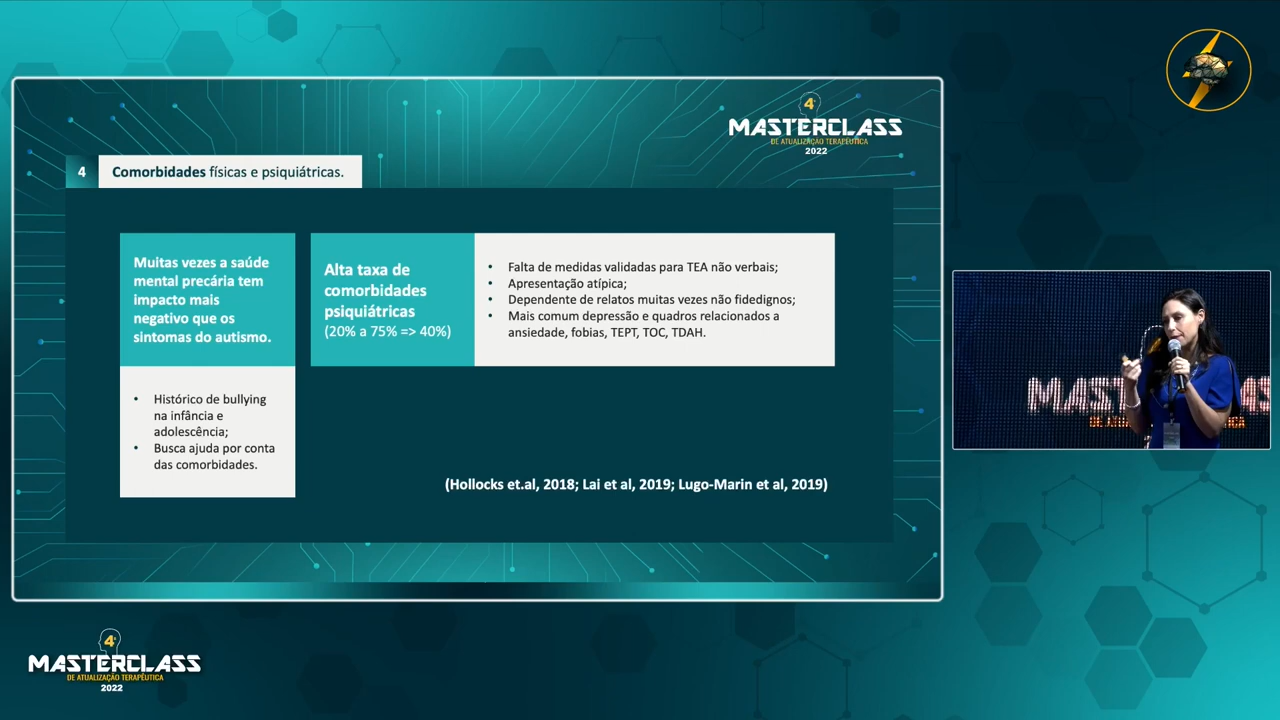 4
MASTERCLASS
DE ATUALIZAÇÃO TERAPÊUTICA
2022
4 Comorbidades físicas e psiquiátricas.
Muitas vezes a saúde
mental precária tem
impacto mais
negativo que os
sintomas do autismo.
• Histórico de bullying
na infância e
adolescência;
• Busca ajuda por conta
das comorbidades.
Alta taxa de
comorbidades
psiquiátricas
(20% a 75% => 40%)
• Falta de medidas validadas para TEA não verbais;
• Apresentação atípica;
• Dependente de relatos muitas vezes não fidedignos;
• Mais comum depressão e quadros relacionados a
ansiedade, fobias, TEPT, TOC, TDAH.
(Hollocks et.al, 2018; Lai et al, 2019; Lugo-Marin et al, 2019)
4
MASTERCLASS
DE ATUALIZAÇÃO TERAPÊUTICA
2022